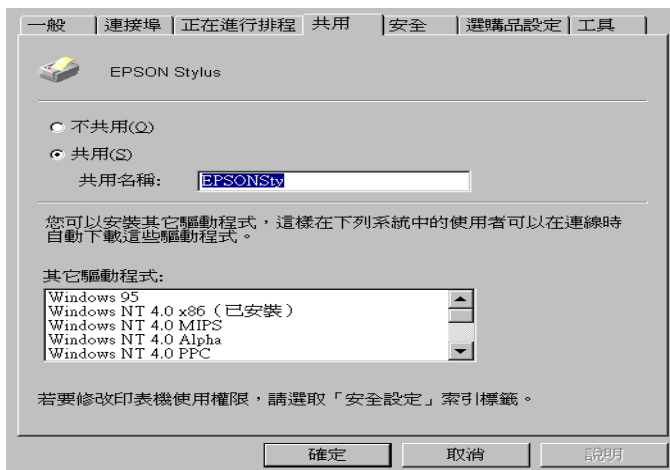 一般 連接埠 正在進行排程 共用 安全 選購品設定 工具
EPSON Stylus
不共用(O)
共用(S)
共用名稱: EPSONSty
您可以安裝其它驅動程式，這樣在下列系統中的使用者可以在連線時
自動下載這些驅動程式。
其它驅動程式:
Windows 95
Windows NT 4.0 x86（已安裝）
Windows NT 4.0 MIPS
Windows NT 4.0 Alpha
Windows NT 4.0 PPC
若要修改印表機使用權限，請選取「安全設定」索引標籤。
確定 取消 說明